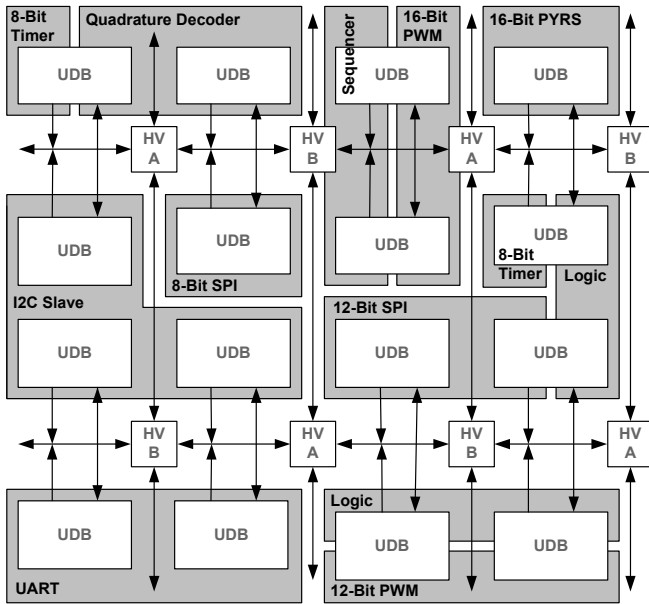 8-Bit
Timer
Quadrature Decoder
Sequencer
16-Bit
PWM
16-Bit PYRS
UDB
UDB
UDB
UDB
HV
A
HV
B
HV
A
HV
B
UDB
UDB
UDB
UDB
8-Bit
Timer
Logic
I2C Slave
8-Bit SPI
12-Bit SPI
UDB
UDB
UDB
UDB
HV
B
HV
A
HV
B
HV
A
Logic
UDB
UDB
UDB
UDB
UART
12-Bit PWM